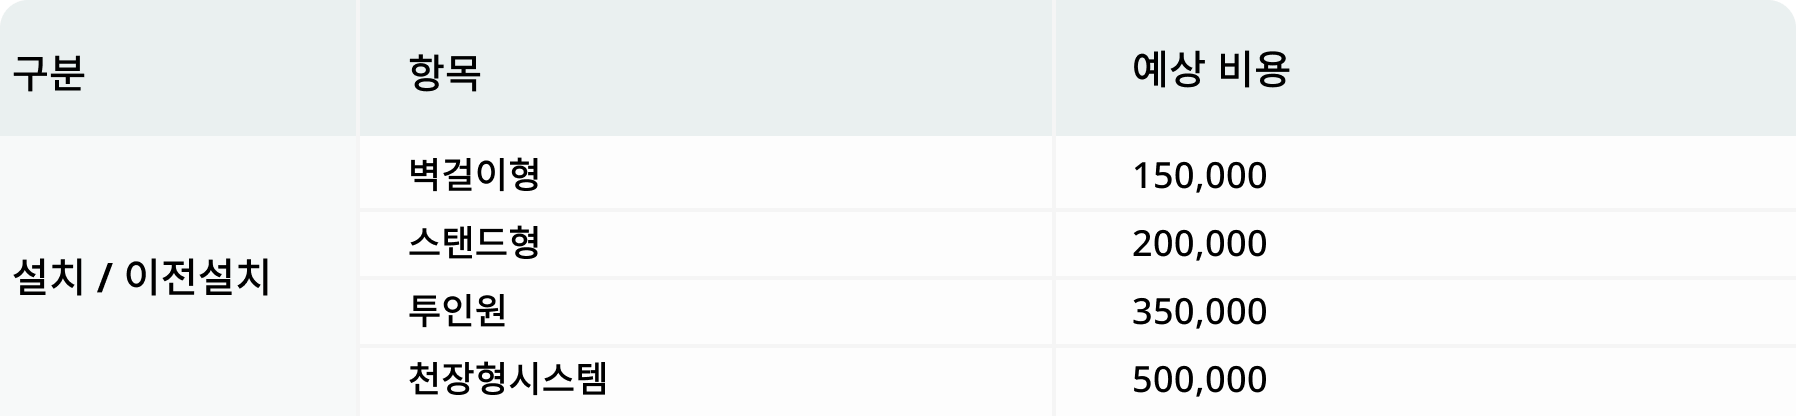 구분 항목 예상 비용
벽걸이형 150,000
스탠드형 200,000
설치 / 이전설치
투인원 350,000
천장형시스템 500,000